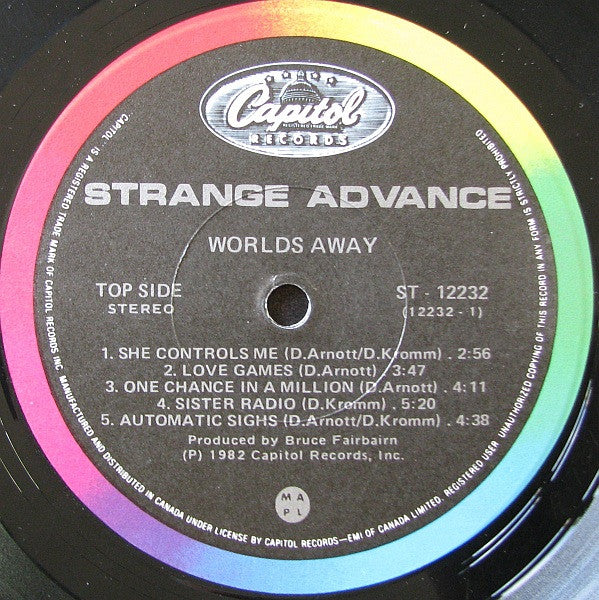 Capitol
REGISTERED TRADE MARK
RECORDS
STRANGE ADVANCE
WORLDS AWAY
TOP SIDE
STEREO
ST - 12232
(12232 - 1)
1. SHE CONTROLS ME (D.Arnott/D.Kromm) . 2:56
2. LOVE GAMES (D.Arnott) . 3:47
3. ONE CHANCE IN A MILLION (D.Arnott) . 4:11
4. SISTER RADIO (D.Kromm) . 5:20
5. AUTOMATIC SIGHS (D.Arnott/D.Kromm) . 4:38
Produced by Bruce Fairbairn
(P) 1982 Capitol Records, Inc.
M A
P L
CAPITOL - IS A REGISTERED TRADE MARK OF CAPITOL RECORDS INC. MANUFACTURED AND DISTRIBUTED IN CANADA UNDER LICENSE BY CAPITOL RECORDS—EMI OF CANADA LIMITED. REGISTERED USER. UNAUTHORIZED COPYING OF THIS RECORD IN ANY FORM IS STRICTLY PROHIBITED